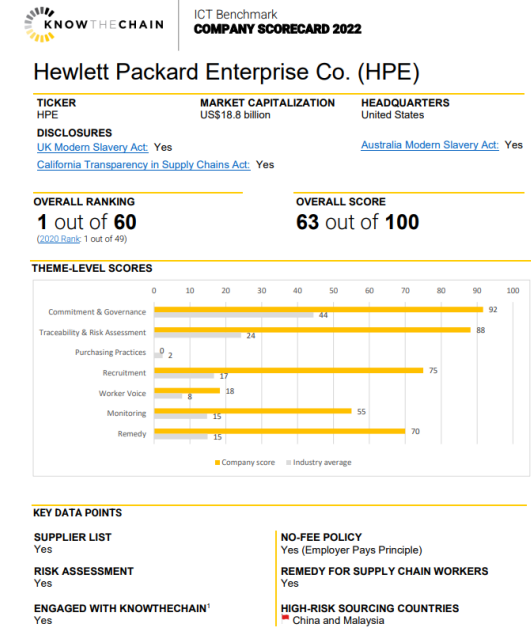 KNOWTHECHAIN
ICT Benchmark
COMPANY SCORECARD 2022
Hewlett Packard Enterprise Co. (HPE)
TICKER
HPE
MARKET CAPITALIZATION
US$18.8 billion
HEADQUARTERS
United States
DISCLOSURES
UK Modern Slavery Act: Yes
Australia Modern Slavery Act: Yes
California Transparency in Supply Chains Act: Yes
OVERALL RANKING
1 out of 60
(2020 Rank: 1 out of 49)
OVERALL SCORE
63 out of 100
THEME-LEVEL SCORES
0 10 20 30 40 50 60 70 80 90 100
Commitment & Governance 92
44
Traceability & Risk Assessment 88
24
Purchasing Practices 0
2
Recruitment 75
17
Worker Voice 18
8
Monitoring 55
15
Remedy 70
15
Company score Industry average
KEY DATA POINTS
SUPPLIER LIST
Yes
NO-FEE POLICY
Yes (Employer Pays Principle)
RISK ASSESSMENT
Yes
REMEDY FOR SUPPLY CHAIN WORKERS
Yes
ENGAGED WITH KNOWTHECHAIN¹
Yes
HIGH-RISK SOURCING COUNTRIES
China and Malaysia